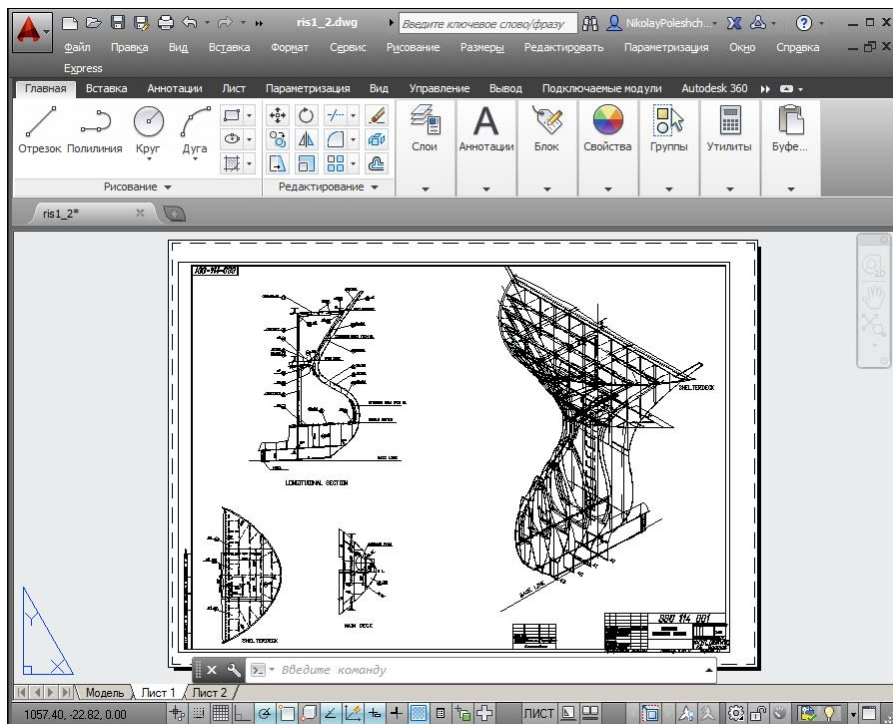 ris1_2.dwg Введите ключевое слово/фразу NikolayPoleshch...
Файл Правка Вид Вставка Формат Сервис Рисование Размеры Редактировать Параметризация Окно Справка
Express
Главная Вставка Аннотации Лист Параметризация Вид Управление Вывод Подключаемые модули Autodesk 360
Отрезок Полилиния Круг Дуга Слои Аннотации Блок Свойства Группы Утилиты Буфе...
Рисование Редактирование
ris1_2*
SHELTERDECK
BASE LINE
LONGITUDINAL SECTION
BASE LINE
MAIN DECK
SHELTERDECK
Введите команду
Модель Лист 1 Лист 2
1057.40, -22.82, 0.00 ЛИСТ